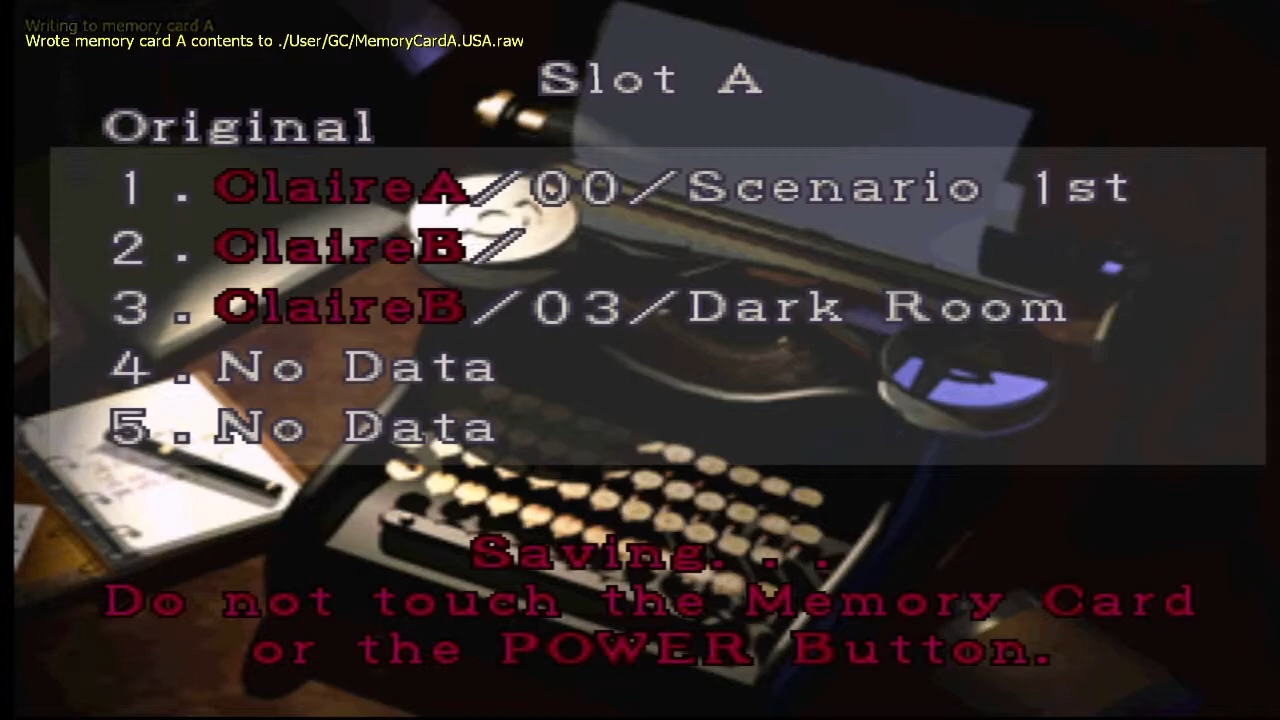 Writing to memory card A
Wrote memory card A contents to ./User/GC/MemoryCardA.USA.raw
Slot A
Original
1. ClaireA/00/Scenario 1st
2. ClaireB/
3. ClaireB/03/Dark Room
4. No Data
5. No Data
Saving. . .
Do not touch the Memory Card
or the POWER Button.